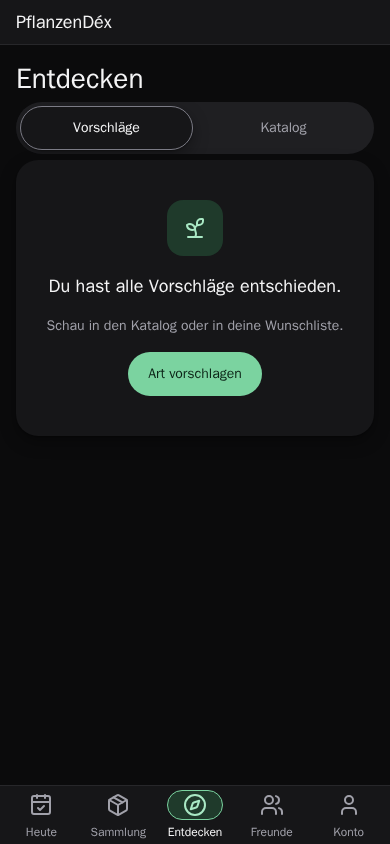 PflanzenDéx
Entdecken
Vorschläge
Katalog
Du hast alle Vorschläge entschieden.
Schau in den Katalog oder in deine Wunschliste.
Art vorschlagen
Heute
Sammlung
Entdecken
Freunde
Konto